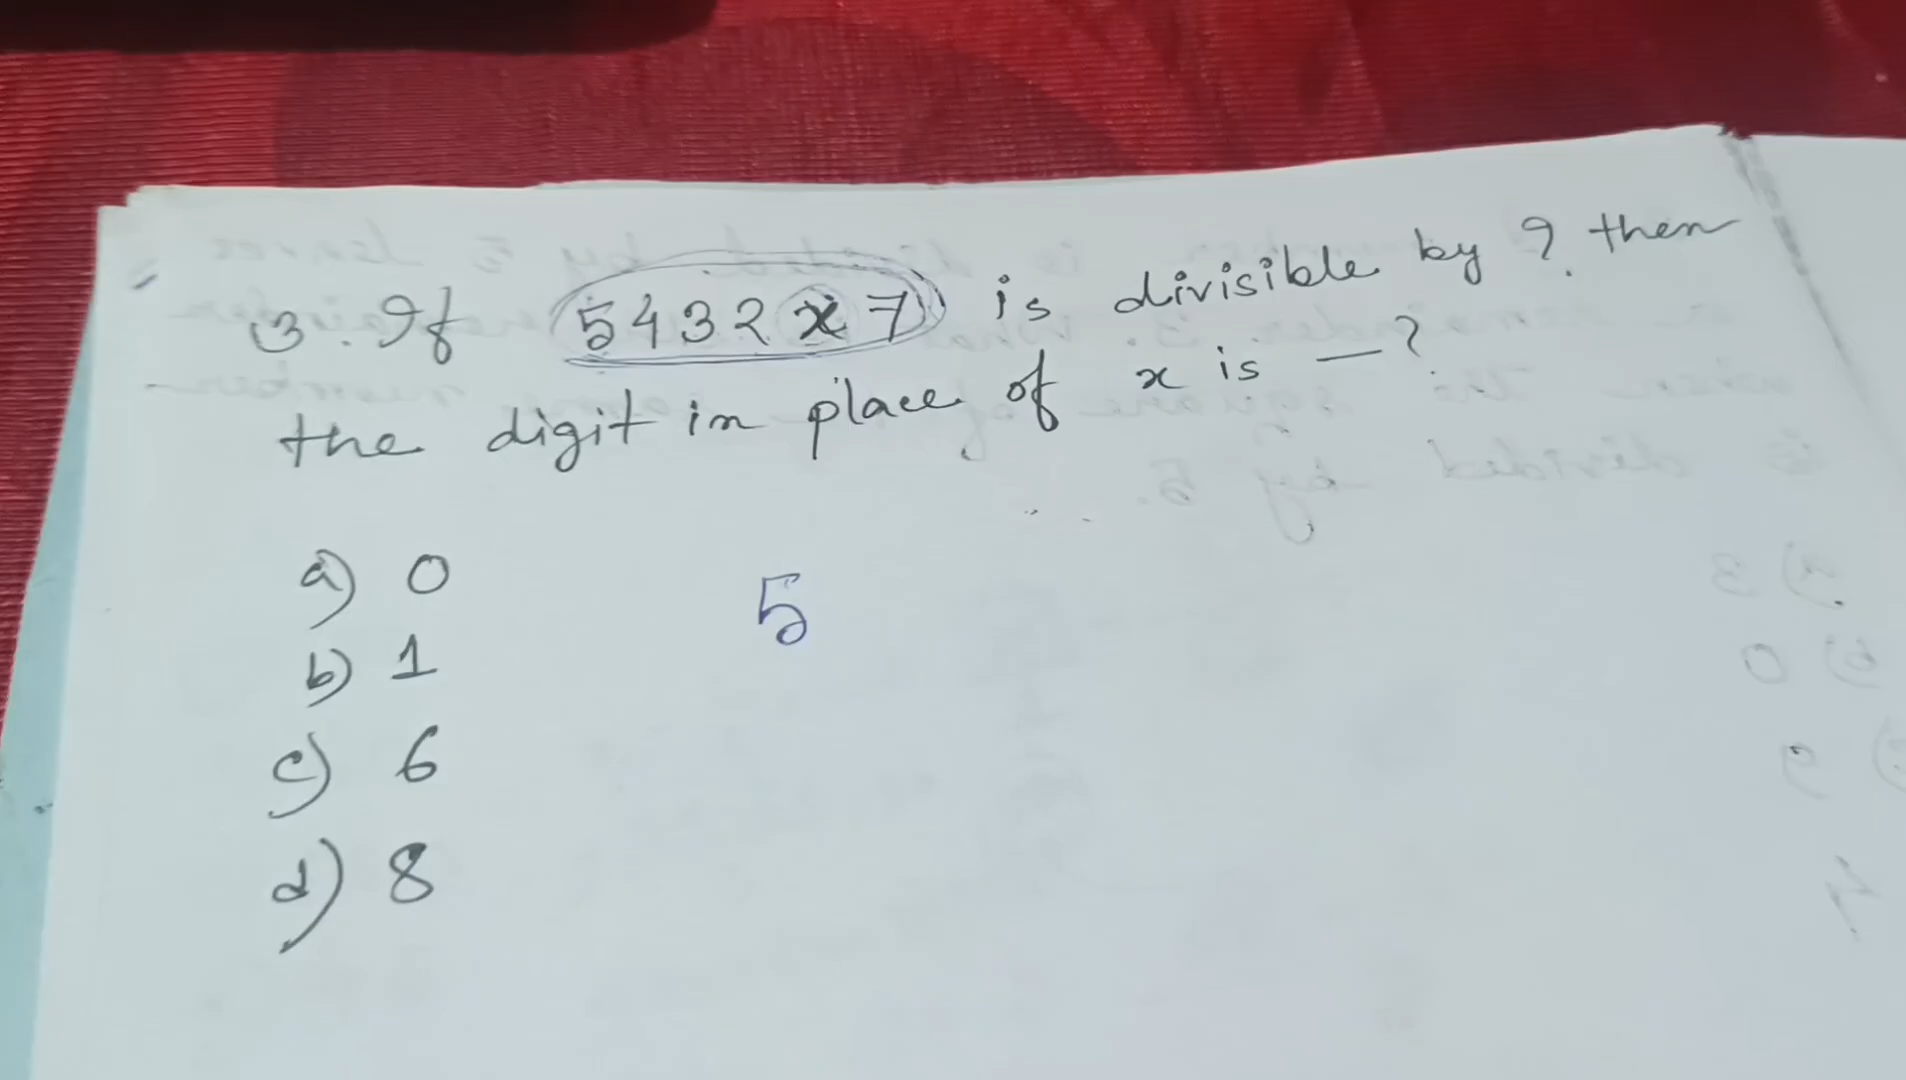 3. If 5432x7 is divisible by 9, then
the digit in place of x is — ?
a) 0
b) 1
c) 6
d) 8
5